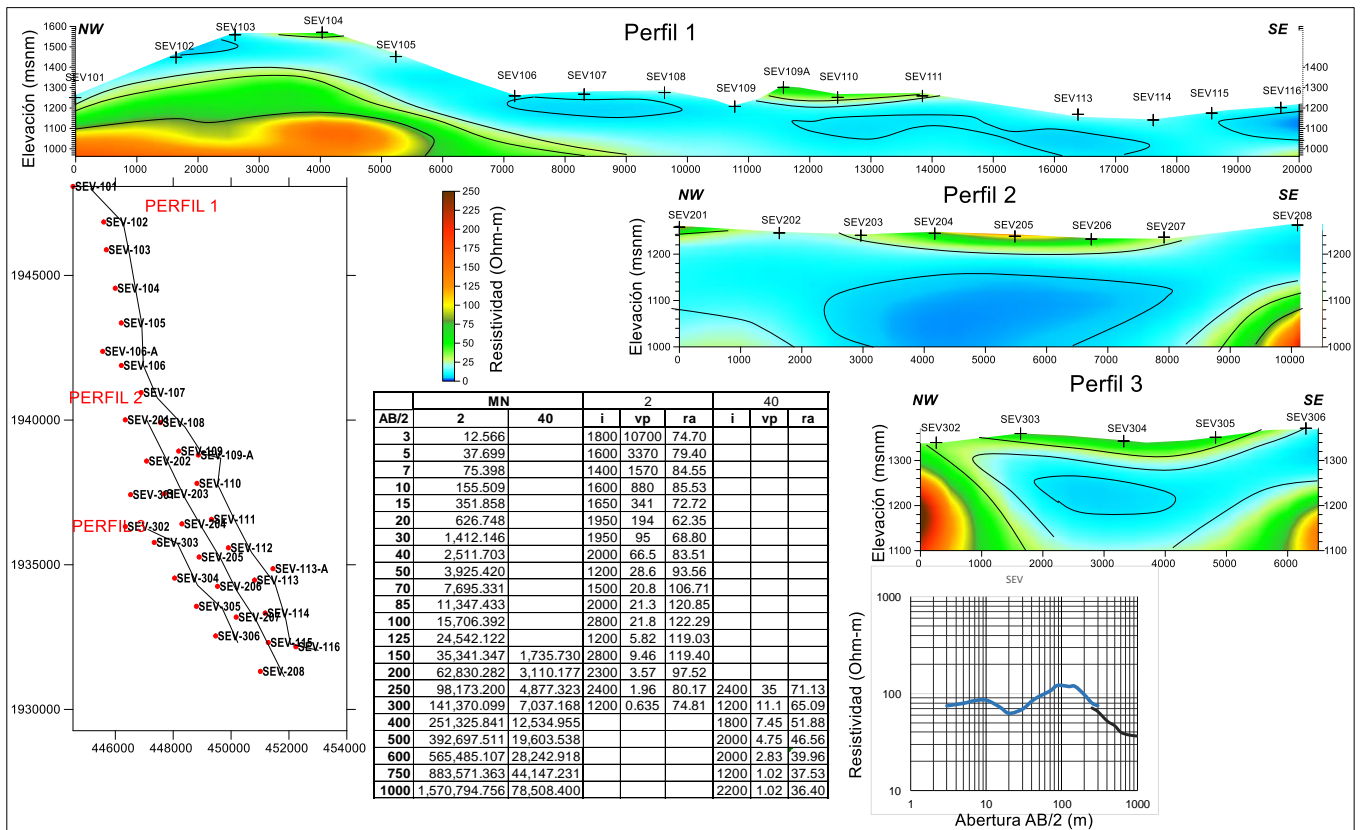 Perfil 1
NW
SE
Elevación (msnm)
1600
1500
1400
1300
1200
1100
1000
SEV101
SEV102
SEV103
SEV104
SEV105
SEV106
SEV107
SEV108
SEV109
SEV109A
SEV110
SEV111
SEV113
SEV114
SEV115
SEV116
1400
1300
1200
1100
1000
0 1000 2000 3000 4000 5000 6000 7000 8000 9000 10000 11000 12000 13000 14000 15000 16000 17000 18000 19000 20000
PERFIL 1
PERFIL 2
PERFIL 3
SEV-101
SEV-102
SEV-103
SEV-104
SEV-105
SEV-106-A
SEV-106
SEV-107
SEV-201
SEV-108
SEV-109
SEV-109-A
SEV-202
SEV-110
SEV-301
SEV-203
SEV-111
SEV-302
SEV-204
SEV-303
SEV-112
SEV-205
SEV-113-A
SEV-304
SEV-113
SEV-206
SEV-305
SEV-207
SEV-114
SEV-306
SEV-115
SEV-116
SEV-208
1945000
1940000
1935000
1930000
446000 448000 450000 452000 454000
250
225
200
175
150
125
100
75
50
25
0
Resistividad (Ohm-m)
Perfil 2
NW
SE
Elevación (msnm)
SEV201
SEV202
SEV203
SEV204
SEV205
SEV206
SEV207
SEV208
1200
1100
1000
1200
1100
1000
0 1000 2000 3000 4000 5000 6000 7000 8000 9000 10000
Perfil 3
NW
SE
Elevación (msnm)
SEV302
SEV303
SEV304
SEV305
SEV306
1300
1200
1100
1300
1200
1100
0 500 1000 1500 2000 2500 3000 3500 4000 4500 5000 5500 6000 6500
MN 2 40
AB/2 2 40 i vp ra i vp ra
3 12.566 1800 10700 74.70
5 37.699 1600 3370 79.40
7 75.398 1400 1570 84.55
10 155.509 1600 880 85.53
15 351.858 1650 341 72.72
20 626.748 1950 194 62.35
30 1,412.146 1950 95 68.80
40 2,511.703 2000 66.5 83.51
50 3,925.420 1200 28.6 93.56
70 7,695.331 1500 20.8 106.71
85 11,347.433 2000 21.3 120.85
100 15,706.392 2800 21.8 122.29
125 24,542.122 1200 5.82 119.03
150 35,341.347 1,735.730 2800 9.46 119.40
200 62,830.282 3,110.177 2300 3.57 97.52
250 98,173.200 4,877.323 2400 1.96 80.17 2400 35 71.13
300 141,370.099 7,037.168 1200 0.635 74.81 1200 11.1 65.09
400 251,325.841 12,534.955 1800 7.45 51.88
500 392,697.511 19,603.538 2000 4.75 46.56
600 565,485.107 28,242.918 2000 2.83 39.96
750 883,571.363 44,147.231 1200 1.02 37.53
1000 1,570,794.756 78,508.400 2200 1.02 36.40
SEV
Resistividad (Ohm-m)
1000
100
10
1 10 100 1000
Abertura AB/2 (m)